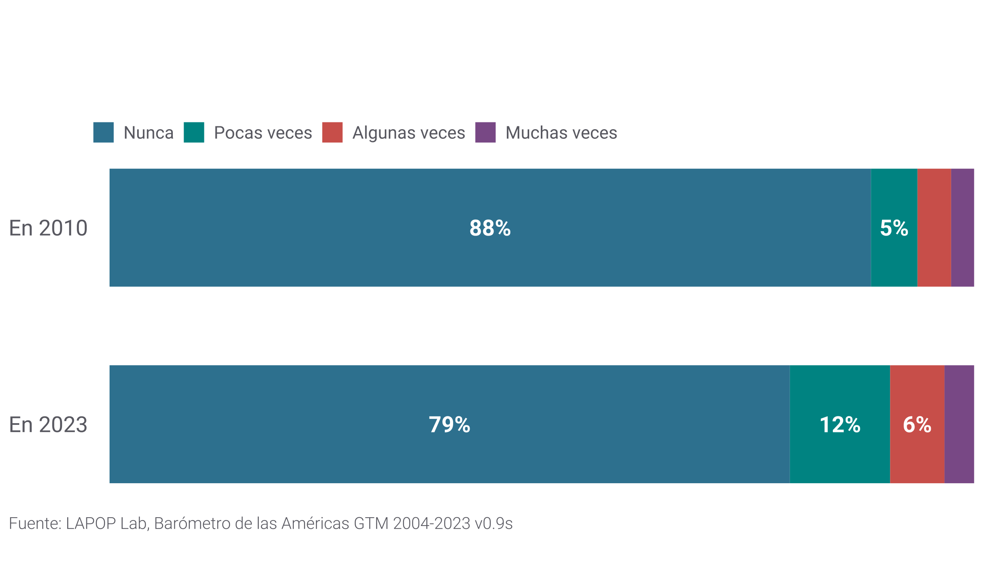 Nunca Pocas veces Algunas veces Muchas veces
En 2010 88% 5%
En 2023 79% 12% 6%
Fuente: LAPOP Lab, Barómetro de las Américas GTM 2004-2023 v0.9s